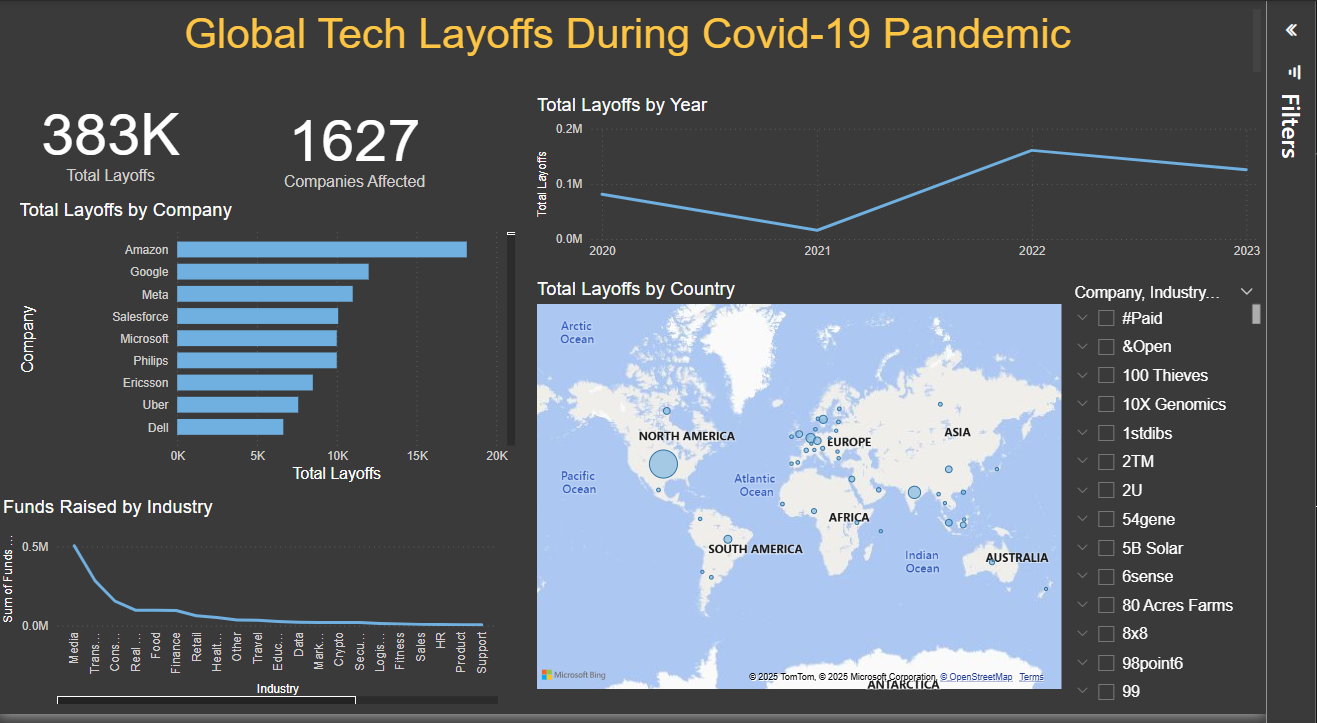 Global Tech Layoffs During Covid-19 Pandemic
«
Filters
383K
Total Layoffs
1627
Companies Affected
Total Layoffs by Year
Total Layoffs
0.2M
0.1M
0.0M
2020 2021 2022 2023
Total Layoffs by Company
Company
Amazon
Google
Meta
Salesforce
Microsoft
Philips
Ericsson
Uber
Dell
0K 5K 10K 15K 20K
Total Layoffs
Total Layoffs by Country
Arctic
Ocean
NORTH AMERICA
EUROPE
ASIA
Pacific
Ocean
Atlantic
Ocean
AFRICA
SOUTH AMERICA
Indian
Ocean
AUSTRALIA
ANTARCTICA
Microsoft Bing
© 2025 TomTom, © 2025 Microsoft Corporation, © OpenStreetMap Terms
Company, Industry...
#Paid
&Open
100 Thieves
10X Genomics
1stdibs
2TM
2U
54gene
5B Solar
6sense
80 Acres Farms
8x8
98point6
99
Funds Raised by Industry
Sum of Funds ...
0.5M
0.0M
Media
Trans...
Cons...
Real ...
Food
Finance
Retail
Healt...
Other
Travel
Educ...
Data
Mark...
Crypto
Secu...
Logis...
Fitness
Sales
HR
Product
Support
Industry